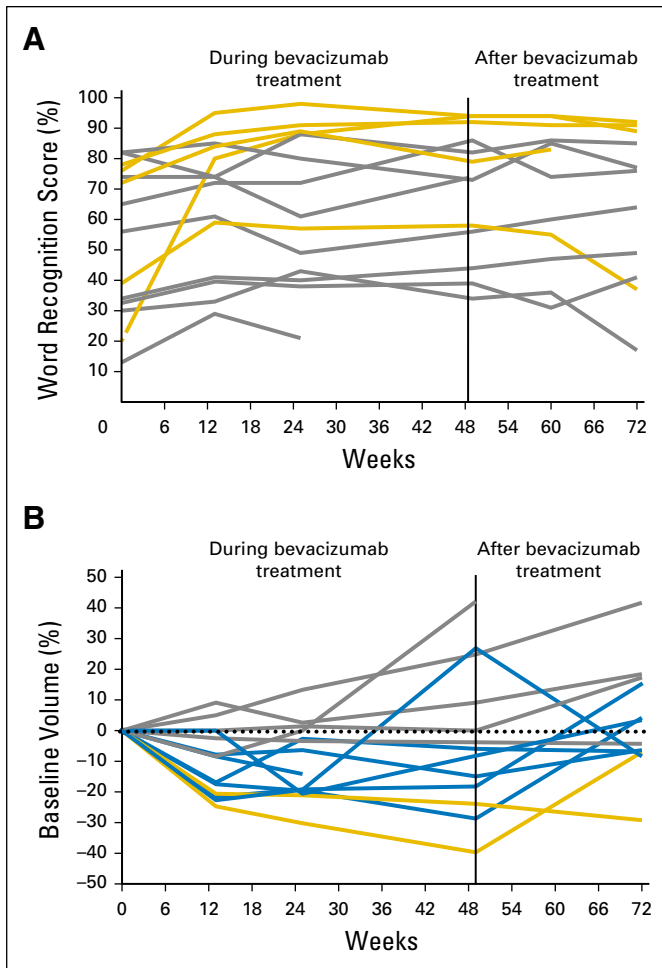 A
During bevacizumab
treatment
After bevacizumab
treatment
Word Recognition Score (%)
100
90
80
70
60
50
40
30
20
10
0 6 12 18 24 30 36 42 48 54 60 66 72
Weeks
B
During bevacizumab
treatment
After bevacizumab
treatment
Baseline Volume (%)
50
40
30
20
10
0
–10
–20
–30
–40
–50
0 6 12 18 24 30 36 42 48 54 60 66 72
Weeks